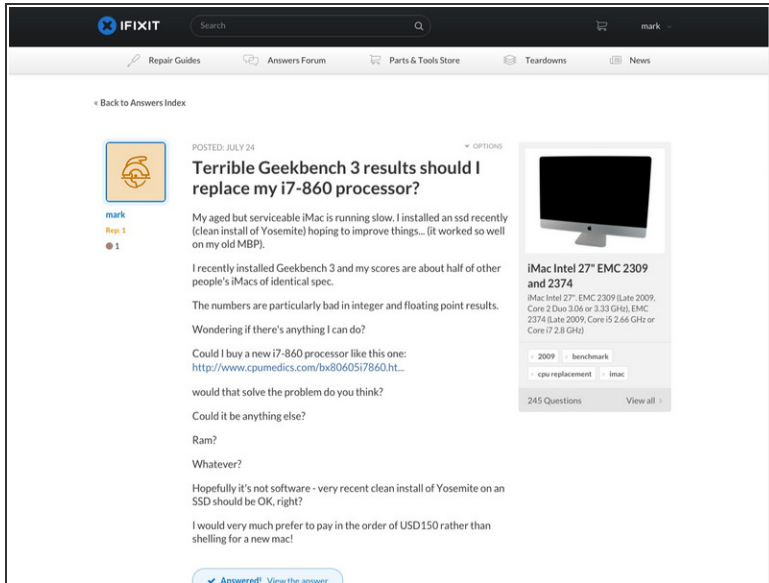 IFIXIT
Search
mark
Repair Guides
Answers Forum
Parts & Tools Store
Teardowns
News
« Back to Answers Index
mark
Rep: 1
1
POSTED: JULY 24
OPTIONS
Terrible Geekbench 3 results should I
replace my i7-860 processor?
My aged but serviceable iMac is running slow. I installed an ssd recently
(clean install of Yosemite) hoping to improve things... (it worked so well
on my old MBP).
I recently installed Geekbench 3 and my scores are about half of other
people's iMacs of identical spec.
The numbers are particularly bad in integer and floating point results.
Wondering if there's anything I can do?
Could I buy a new i7-860 processor like this one:
http://www.cpumedics.com/bx80605i7860.ht...
would that solve the problem do you think?
Could it be anything else?
Ram?
Whatever?
Hopefully it's not software - very recent clean install of Yosemite on an
SSD should be OK, right?
I would very much prefer to pay in the order of USD150 rather than
shelling for a new mac!
Answered! View the answer
iMac Intel 27" EMC 2309
and 2374
iMac Intel 27". EMC 2309 (Late 2009,
Core 2 Duo 3.06 or 3.33 GHz), EMC
2374 (Late 2009, Core i5 2.66 GHz or
Core i7 2.8 GHz)
2009
benchmark
cpu replacement
imac
245 Questions
View all >